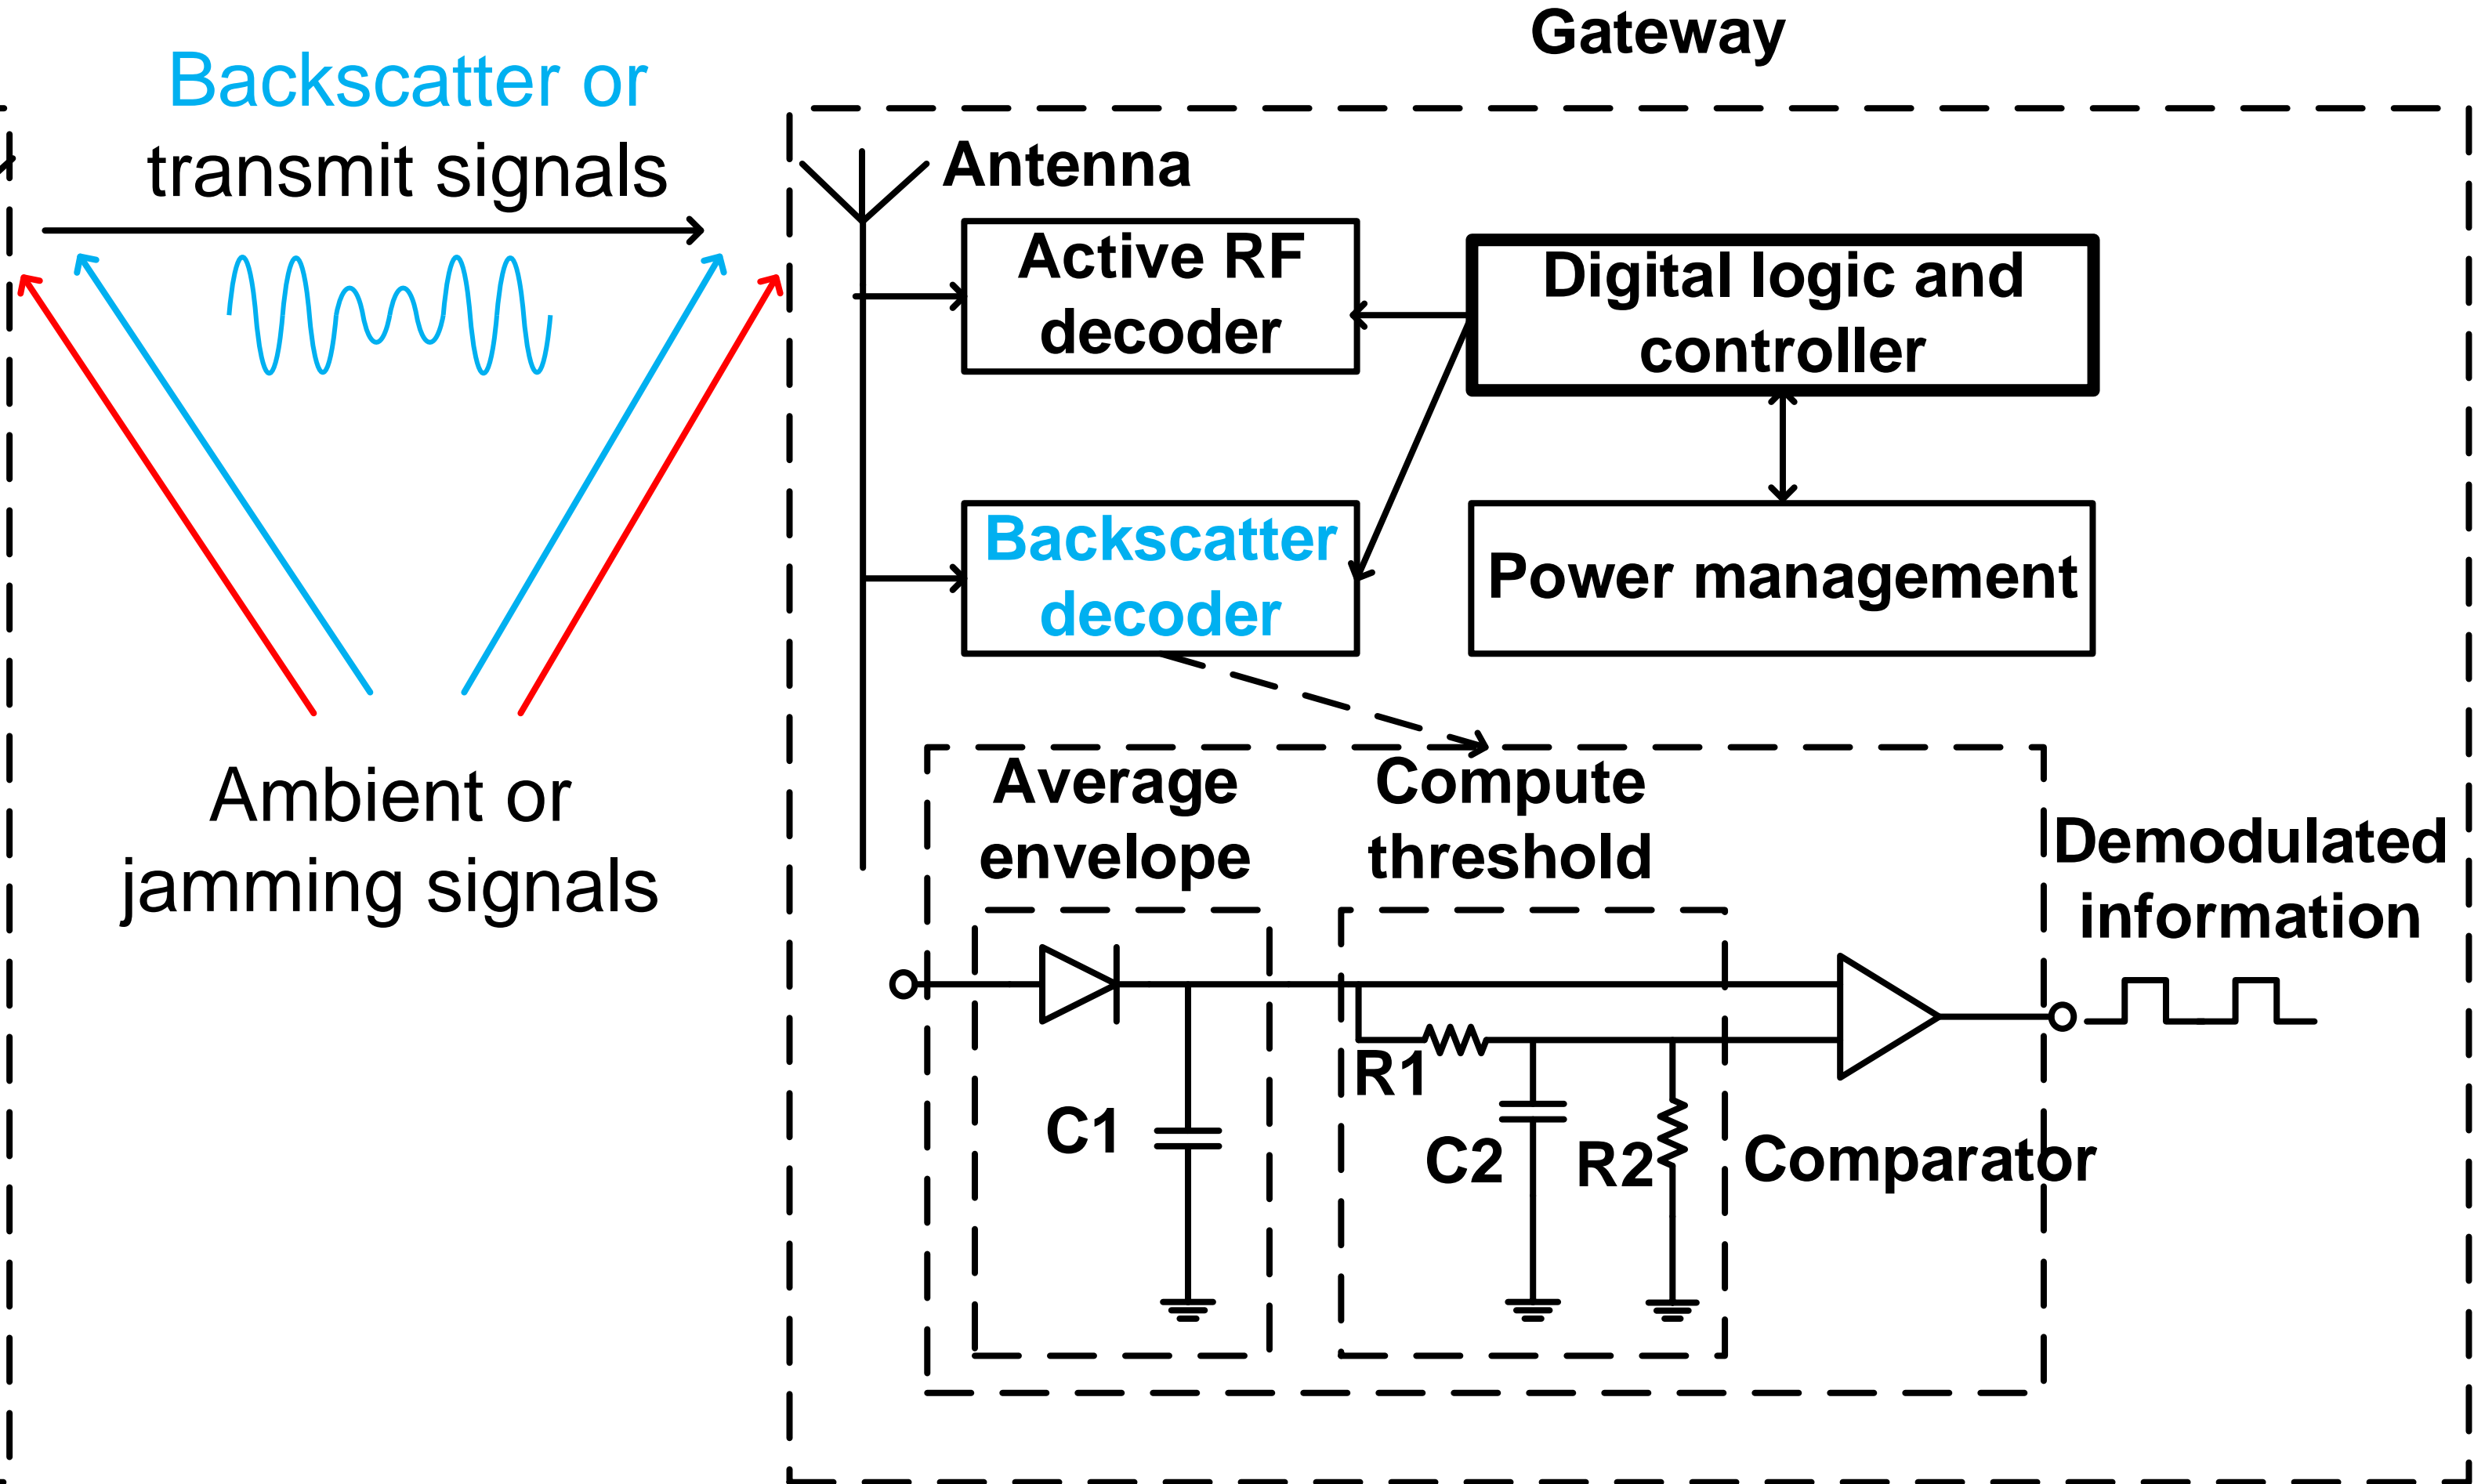 Gateway
Backscatter or
transmit signals
Ambient or
jamming signals
Antenna
Active RF
decoder
Digital logic and
controller
Backscatter
decoder
Power management
Average
envelope
Compute
threshold
Demodulated
information
C1
R1
C2
R2
Comparator